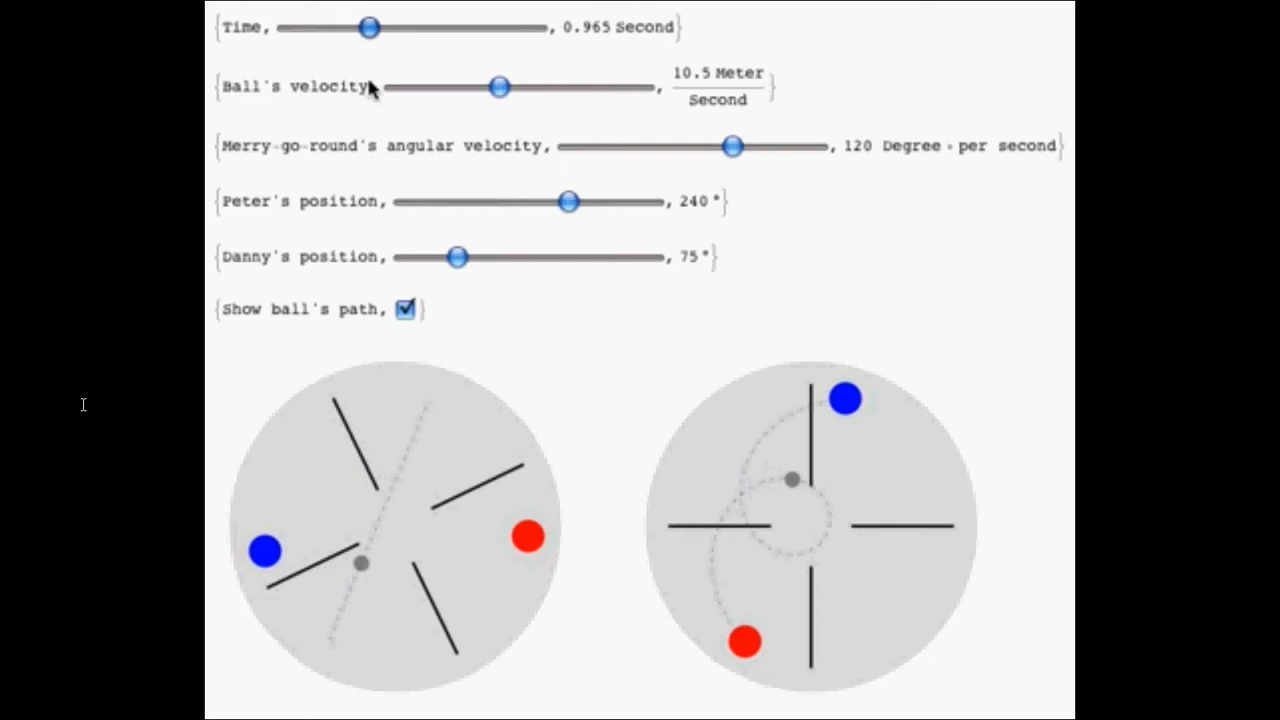 {Time, , 0.965 Second}
{Ball's velocity, , 10.5 Meter
Second}
{Merry-go-round's angular velocity, , 120 Degree · per second}
{Peter's position, , 240 °}
{Danny's position, , 75 °}
{Show ball's path, }